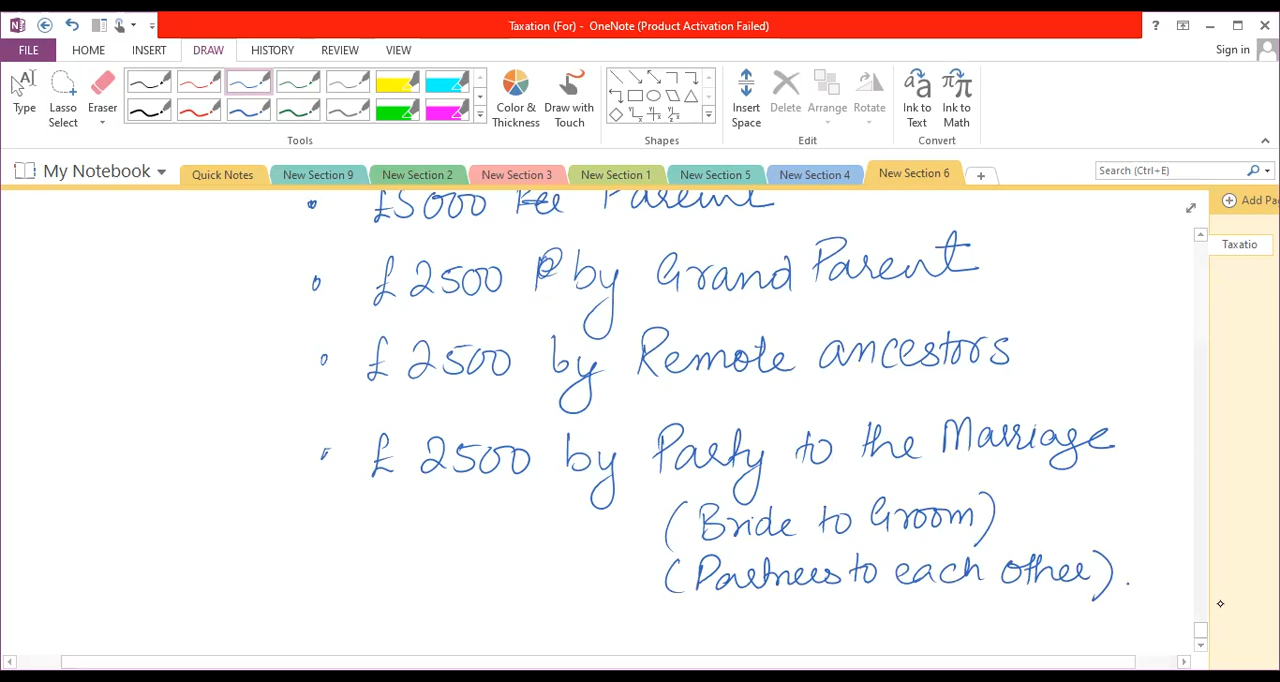 Taxation (For) - OneNote (Product Activation Failed)
?
FILE HOME INSERT DRAW HISTORY REVIEW VIEW Sign in
Type Lasso Select Eraser Color & Thickness Draw with Touch Insert Space Delete Arrange Rotate Ink to Text Ink to Math
Tools Shapes Edit Convert
My Notebook Quick Notes New Section 9 New Section 2 New Section 3 New Section 1 New Section 5 New Section 4 New Section 6 Search (Ctrl+E)
Add Pag
Taxatio
£5000 Parent
£2500 by Grand Parent
£2500 by Remote ancestors
£2500 by Party to the Marriage
(Bride to Groom)
(Partners to each other).